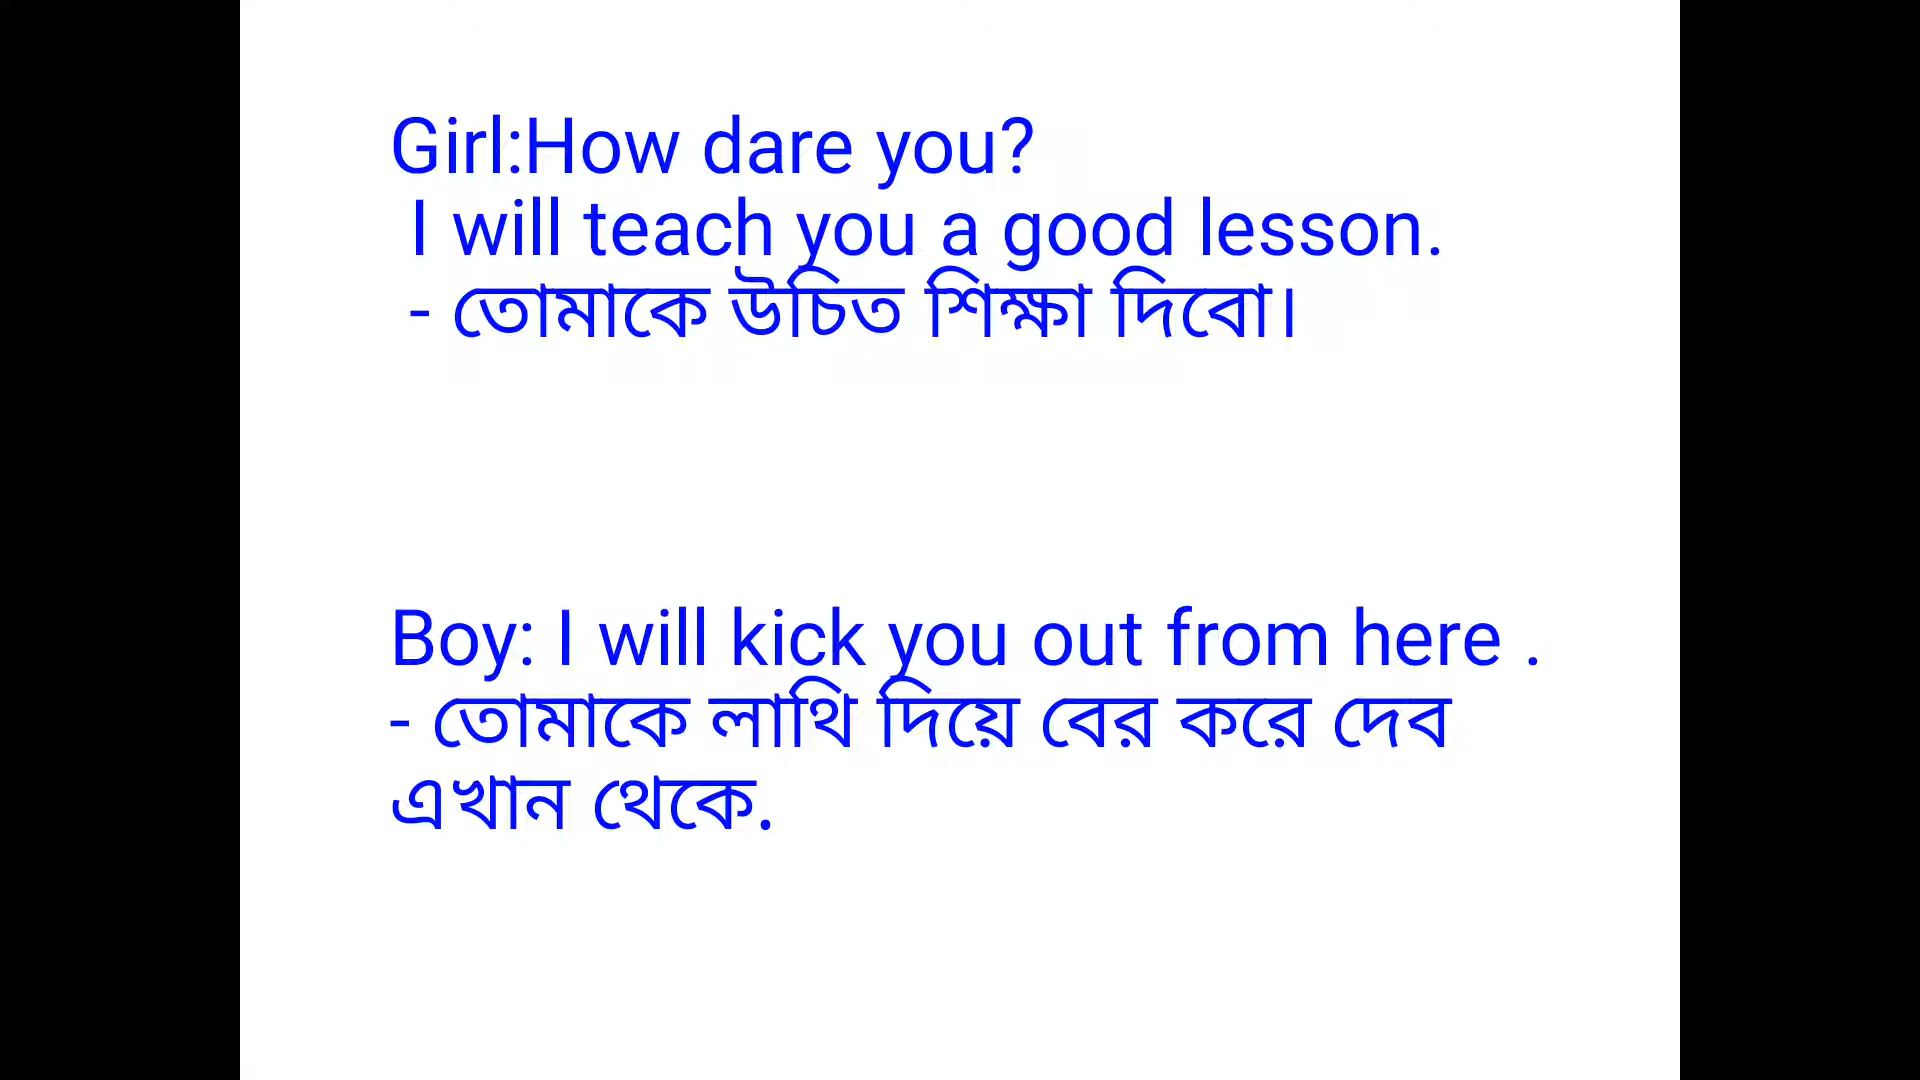 Girl:How dare you?
I will teach you a good lesson.
- তোমাকে উচিত শিক্ষা দিবো।
Boy: I will kick you out from here .
- তোমাকে লাথি দিয়ে বের করে দেব
এখান থেকে.